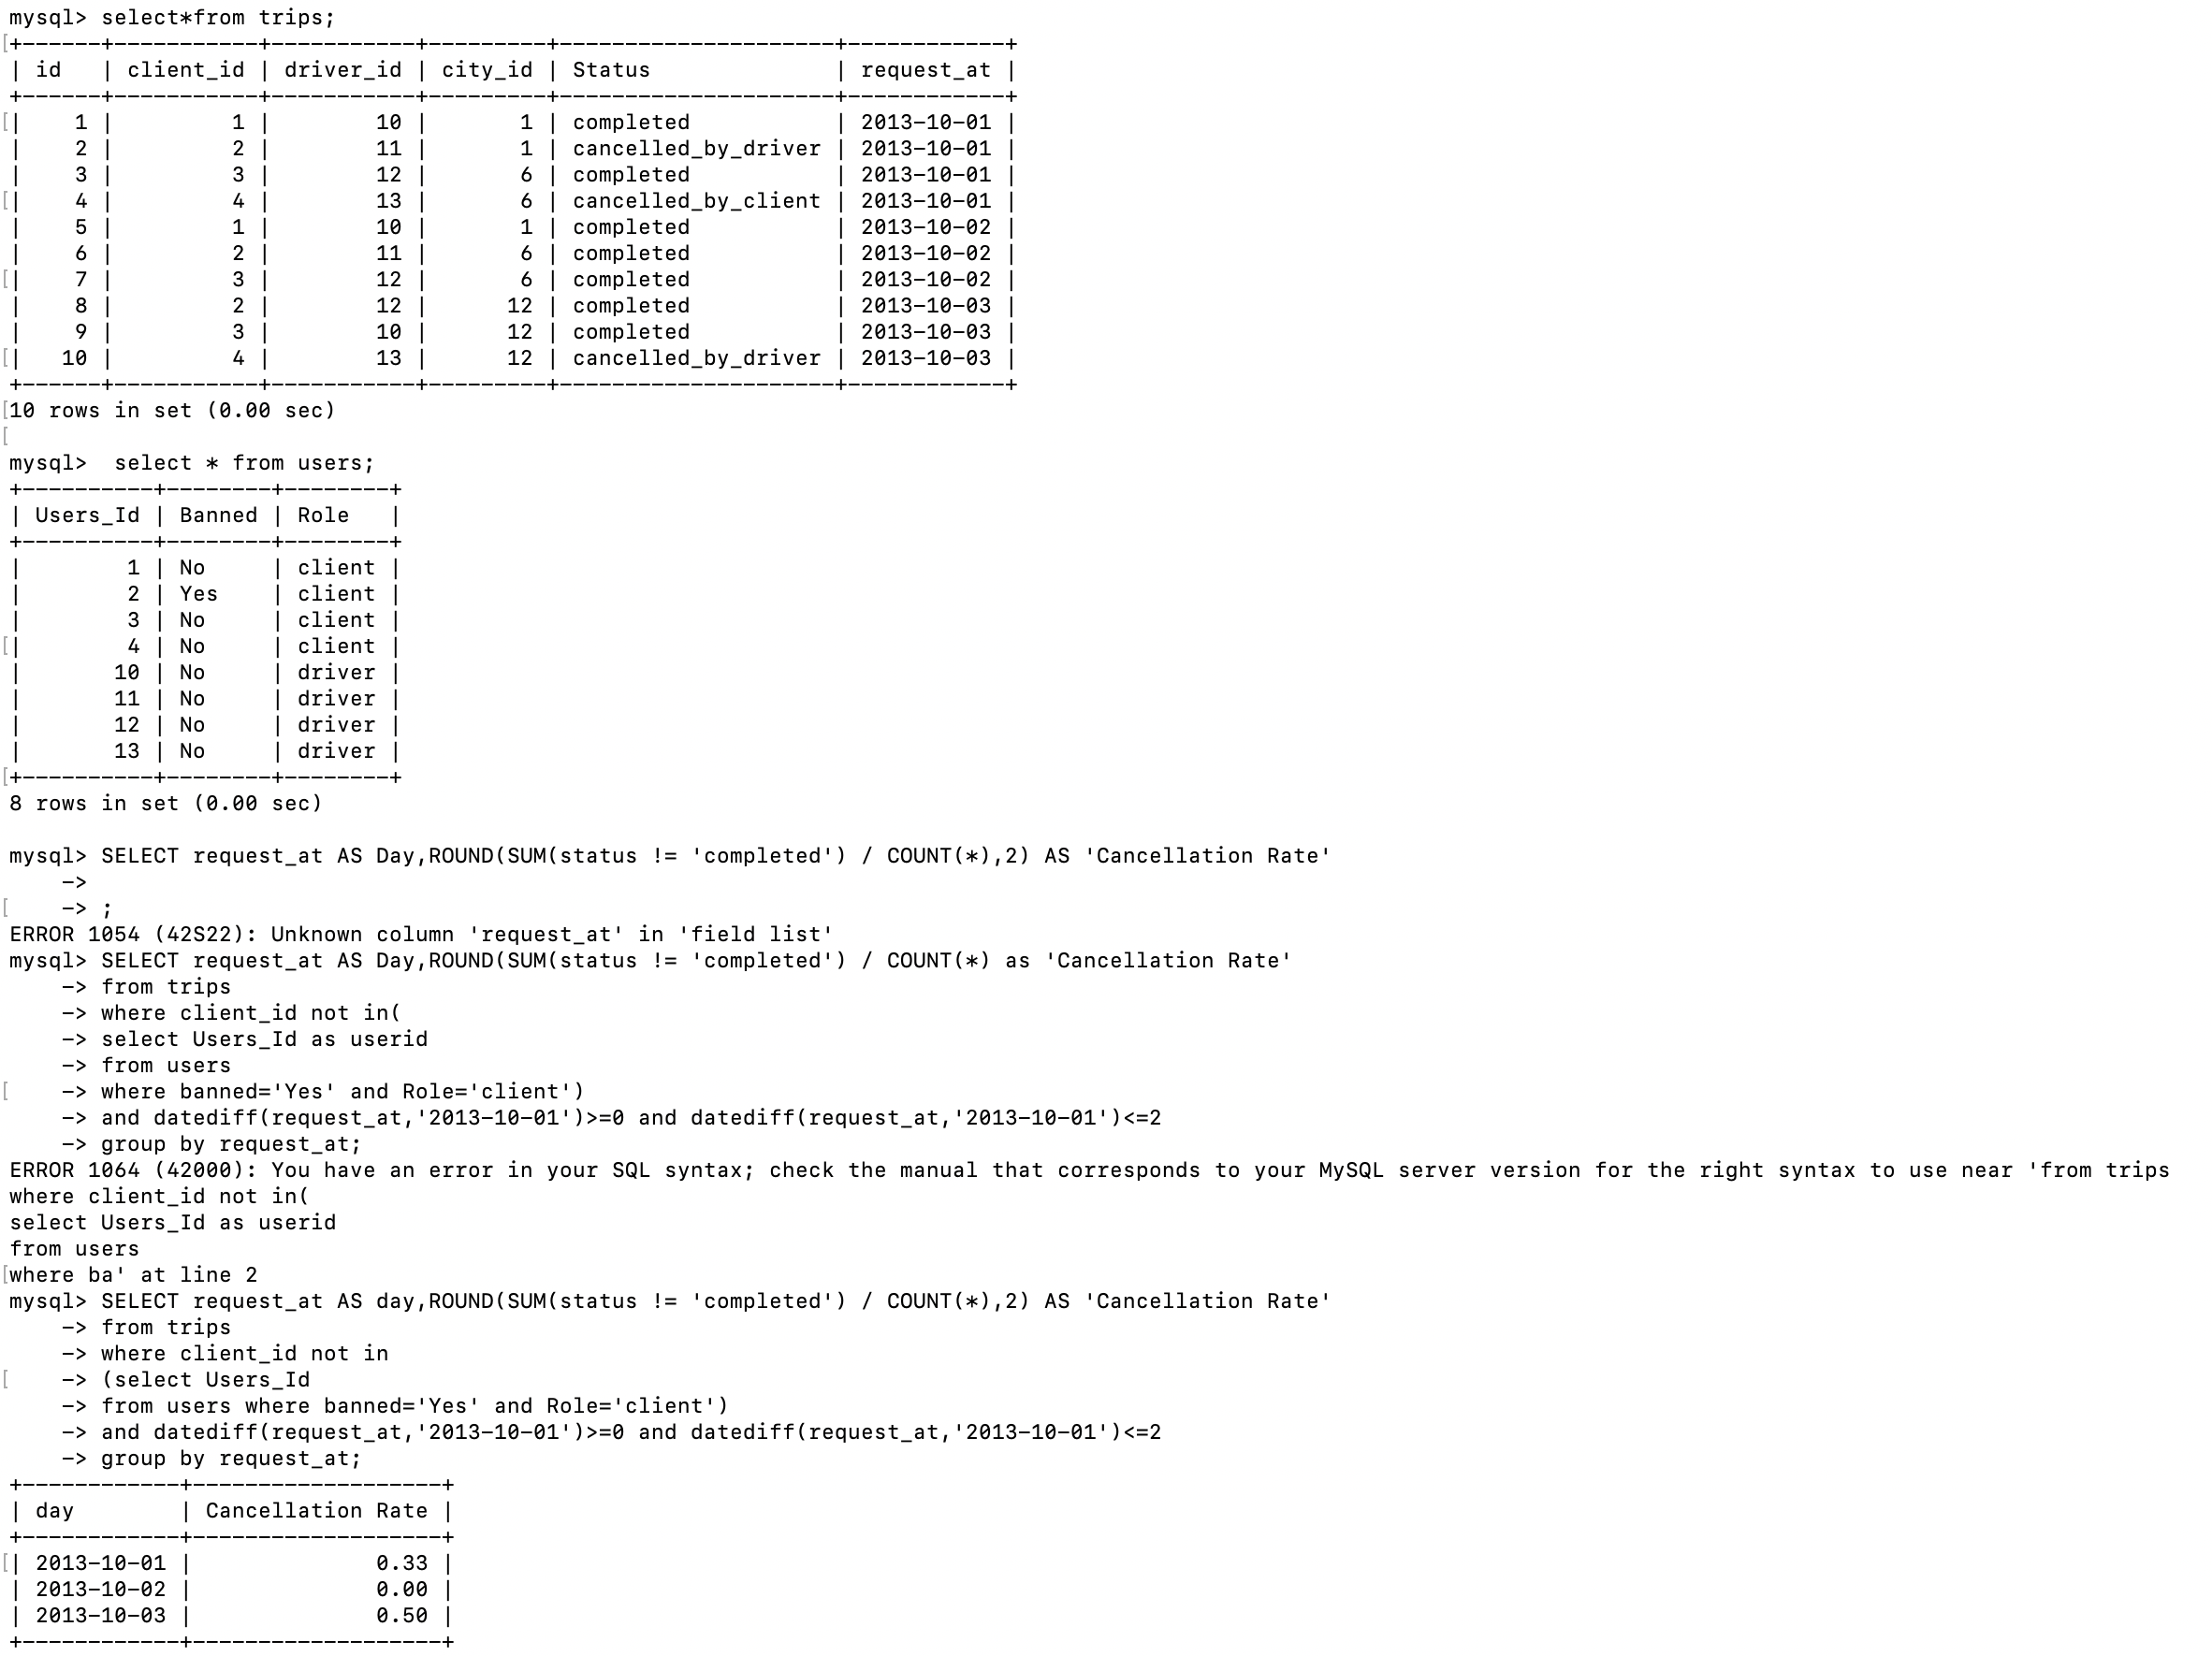 mysql> select*from trips;
+------+-----------+-----------+---------+---------------------+------------+
| id   | client_id | driver_id | city_id | Status              | request_at |
+------+-----------+-----------+---------+---------------------+------------+
|    1 |         1 |        10 |       1 | completed           | 2013-10-01 |
|    2 |         2 |        11 |       1 | cancelled_by_driver | 2013-10-01 |
|    3 |         3 |        12 |       6 | completed           | 2013-10-01 |
|    4 |         4 |        13 |       6 | cancelled_by_client | 2013-10-01 |
|    5 |         1 |        10 |       1 | completed           | 2013-10-02 |
|    6 |         2 |        11 |       6 | completed           | 2013-10-02 |
|    7 |         3 |        12 |       6 | completed           | 2013-10-02 |
|    8 |         2 |        12 |      12 | completed           | 2013-10-03 |
|    9 |         3 |        10 |      12 | completed           | 2013-10-03 |
|   10 |         4 |        13 |      12 | cancelled_by_driver | 2013-10-03 |
+------+-----------+-----------+---------+---------------------+------------+
10 rows in set (0.00 sec)
mysql>  select * from users;
+----------+--------+--------+
| Users_Id | Banned | Role   |
+----------+--------+--------+
|        1 | No     | client |
|        2 | Yes    | client |
|        3 | No     | client |
|        4 | No     | client |
|       10 | No     | driver |
|       11 | No     | driver |
|       12 | No     | driver |
|       13 | No     | driver |
+----------+--------+--------+
8 rows in set (0.00 sec)
mysql> SELECT request_at AS Day,ROUND(SUM(status != 'completed') / COUNT(*),2) AS 'Cancellation Rate'
    ->
    -> ;
ERROR 1054 (42S22): Unknown column 'request_at' in 'field list'
mysql> SELECT request_at AS Day,ROUND(SUM(status != 'completed') / COUNT(*) as 'Cancellation Rate'
    -> from trips
    -> where client_id not in(
    -> select Users_Id as userid
    -> from users
    -> where banned='Yes' and Role='client')
    -> and datediff(request_at,'2013-10-01')>=0 and datediff(request_at,'2013-10-01')<=2
    -> group by request_at;
ERROR 1064 (42000): You have an error in your SQL syntax; check the manual that corresponds to your MySQL server version for the right syntax to use near 'from trips
where client_id not in(
select Users_Id as userid
from users
where ba' at line 2
mysql> SELECT request_at AS day,ROUND(SUM(status != 'completed') / COUNT(*),2) AS 'Cancellation Rate'
    -> from trips
    -> where client_id not in
    -> (select Users_Id
    -> from users where banned='Yes' and Role='client')
    -> and datediff(request_at,'2013-10-01')>=0 and datediff(request_at,'2013-10-01')<=2
    -> group by request_at;
+------------+-------------------+
| day        | Cancellation Rate |
+------------+-------------------+
| 2013-10-01 |              0.33 |
| 2013-10-02 |              0.00 |
| 2013-10-03 |              0.50 |
+------------+-------------------+